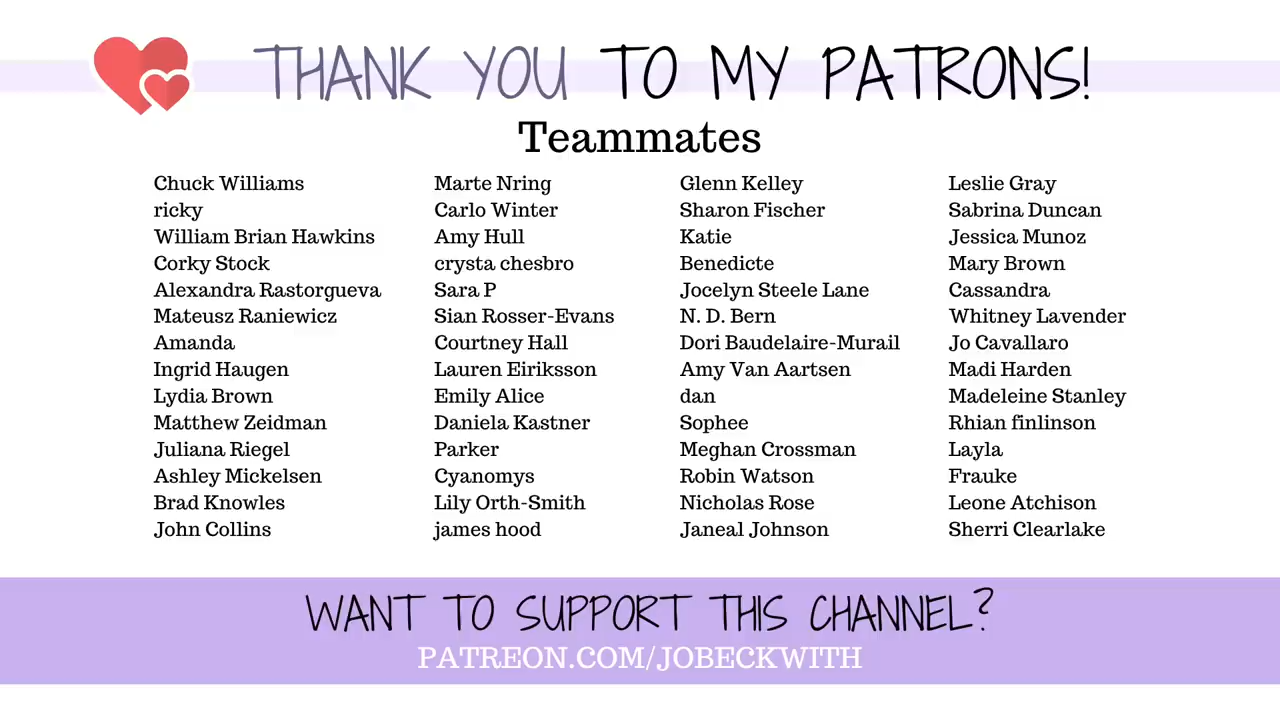 THANK YOU TO MY PATRONS!
Teammates
Chuck Williams
ricky
William Brian Hawkins
Corky Stock
Alexandra Rastorgueva
Mateusz Raniewicz
Amanda
Ingrid Haugen
Lydia Brown
Matthew Zeidman
Juliana Riegel
Ashley Mickelsen
Brad Knowles
John Collins
Marte Nring
Carlo Winter
Amy Hull
crysta chesbro
Sara P
Sian Rosser-Evans
Courtney Hall
Lauren Eiriksson
Emily Alice
Daniela Kastner
Parker
Cyanomys
Lily Orth-Smith
james hood
Glenn Kelley
Sharon Fischer
Katie
Benedicte
Jocelyn Steele Lane
N. D. Bern
Dori Baudelaire-Murail
Amy Van Aartsen
dan
Sophee
Meghan Crossman
Robin Watson
Nicholas Rose
Janeal Johnson
Leslie Gray
Sabrina Duncan
Jessica Munoz
Mary Brown
Cassandra
Whitney Lavender
Jo Cavallaro
Madi Harden
Madeleine Stanley
Rhian finlinson
Layla
Frauke
Leone Atchison
Sherri Clearlake
WANT TO SUPPORT THIS CHANNEL?
PATREON.COM/JOBECKWITH